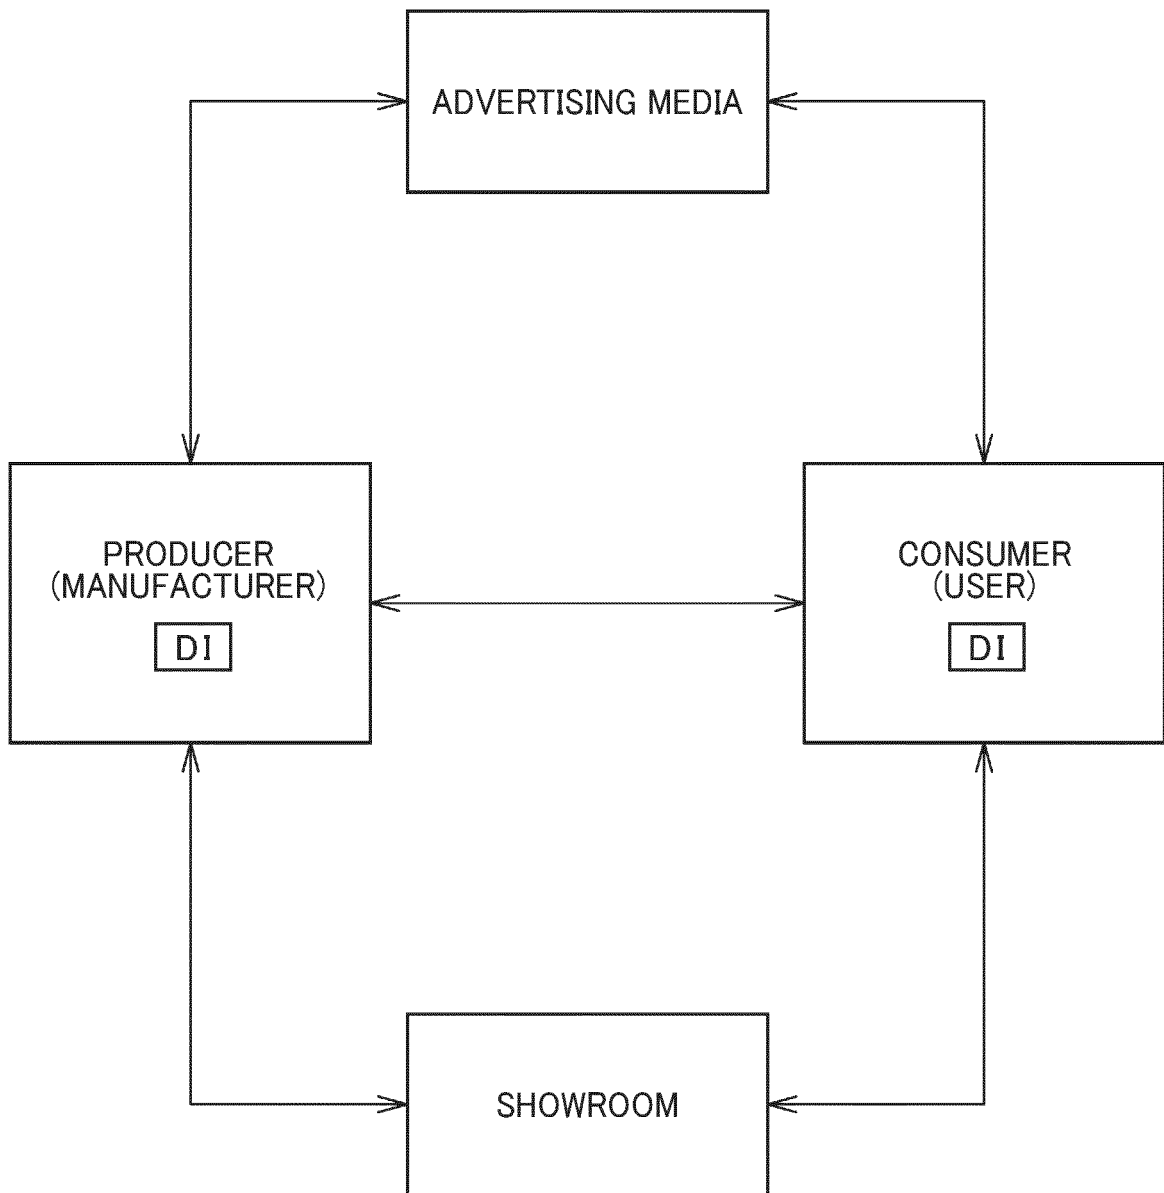 ADVERTISING MEDIA
PRODUCER
(MANUFACTURER)
DI
CONSUMER
(USER)
DI
SHOWROOM